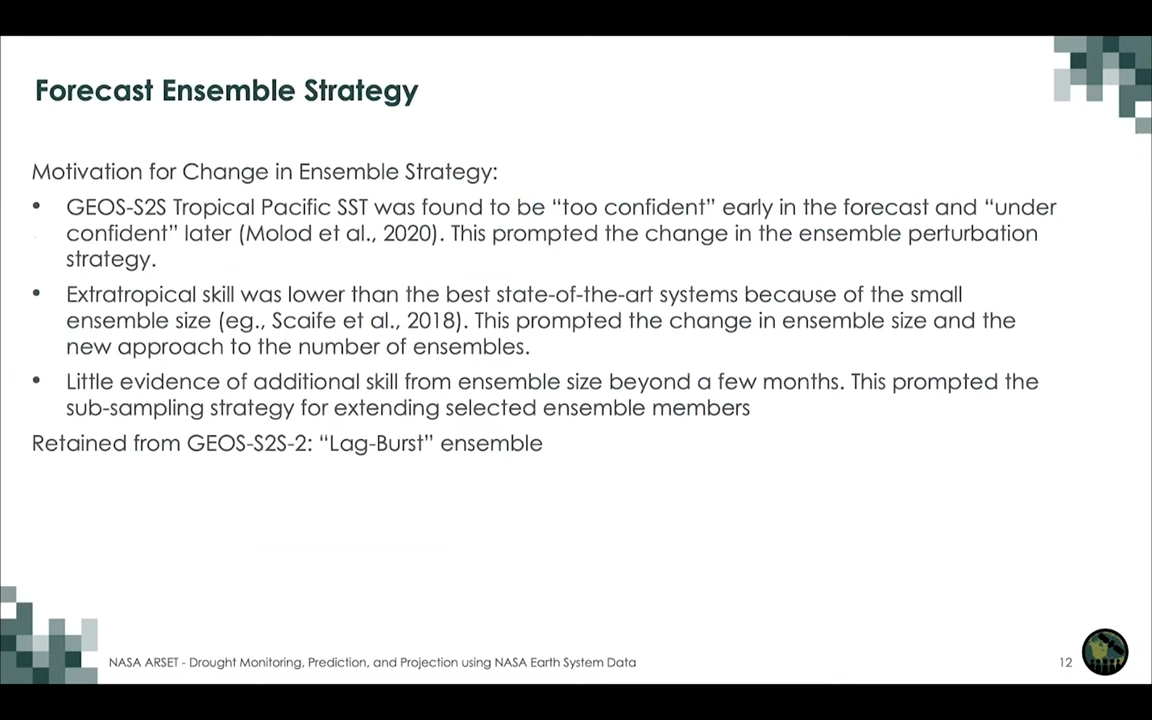 Forecast Ensemble Strategy
Motivation for Change in Ensemble Strategy:
• GEOS-S2S Tropical Pacific SST was found to be “too confident” early in the forecast and “under
confident” later (Molod et al., 2020). This prompted the change in the ensemble perturbation
strategy.
• Extratropical skill was lower than the best state-of-the-art systems because of the small
ensemble size (eg., Scaife et al., 2018). This prompted the change in ensemble size and the
new approach to the number of ensembles.
• Little evidence of additional skill from ensemble size beyond a few months. This prompted the
sub-sampling strategy for extending selected ensemble members
Retained from GEOS-S2S-2: “Lag-Burst” ensemble
NASA ARSET - Drought Monitoring, Prediction, and Projection using NASA Earth System Data
12